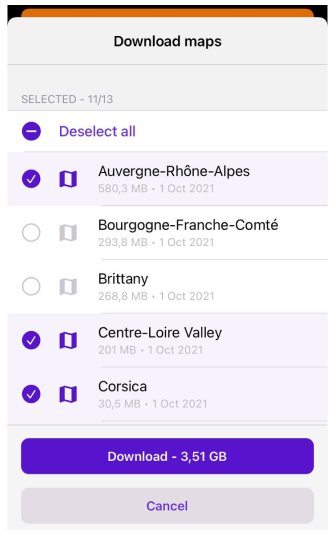 Download maps
SELECTED - 11/13
Deselect all
Auvergne-Rhône-Alpes
580,3 MB • 1 Oct 2021
Bourgogne-Franche-Comté
293,8 MB • 1 Oct 2021
Brittany
268,8 MB • 1 Oct 2021
Centre-Loire Valley
201 MB • 1 Oct 2021
Corsica
30,5 MB • 1 Oct 2021
Download - 3,51 GB
Cancel